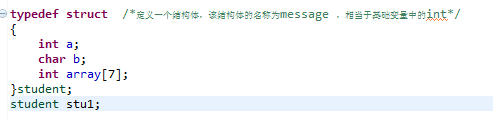 typedef struct  /*定义一个结构体，该结构体的名称为message ，相当于基础变量中的int*/
{
    int a;
    char b;
    int array[7];
}student;
student stu1;